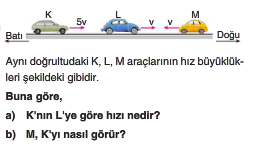 K L M
5v v v
Batı Doğu
Aynı doğrultudaki K, L, M araçlarının hız büyüklük-
leri şekildeki gibidir.
Buna göre,
a) K'nın L'ye göre hızı nedir?
b) M, K'yı nasıl görür?